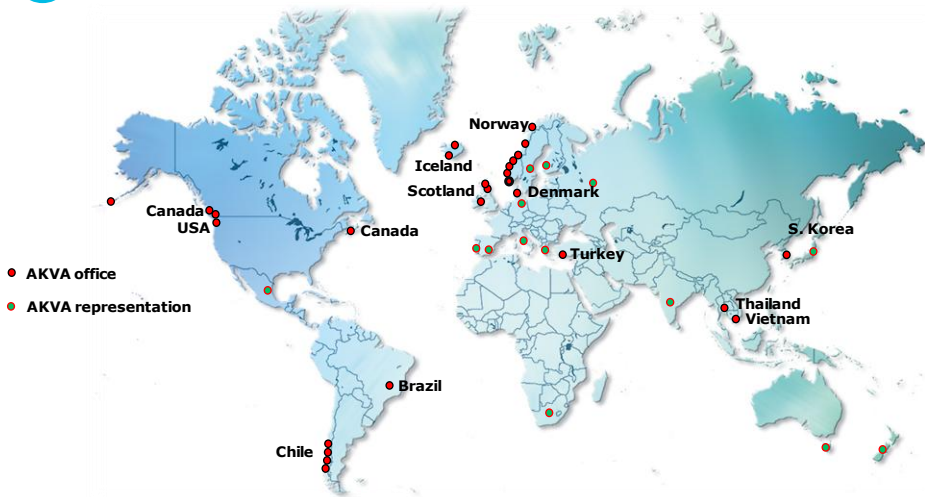 Norway
Iceland
Scotland
Denmark
Canada
USA
Canada
S. Korea
Turkey
AKVA office
AKVA representation
Thailand
Vietnam
Brazil
Chile